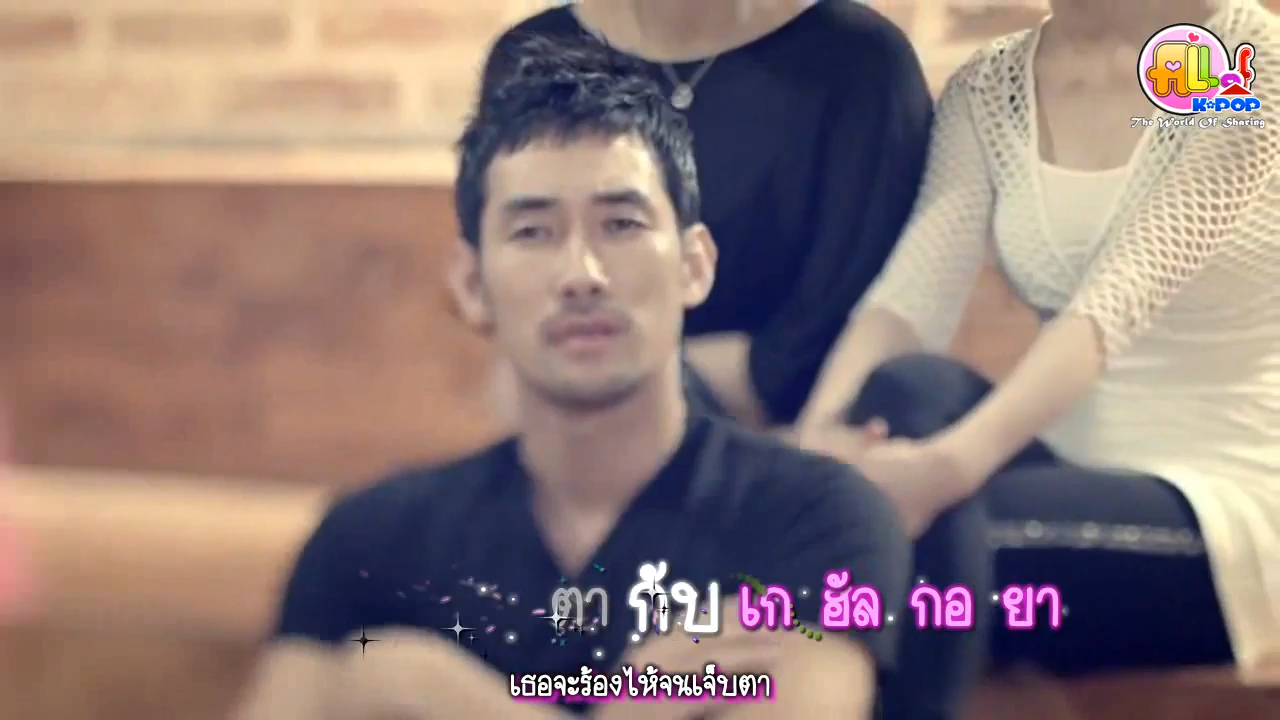 ALL4
K★POP
The World Of Sharing
ตา กั๊บ เก ฮัล กอ ยา
เธอจะร้องไห้จนเจ็บตา